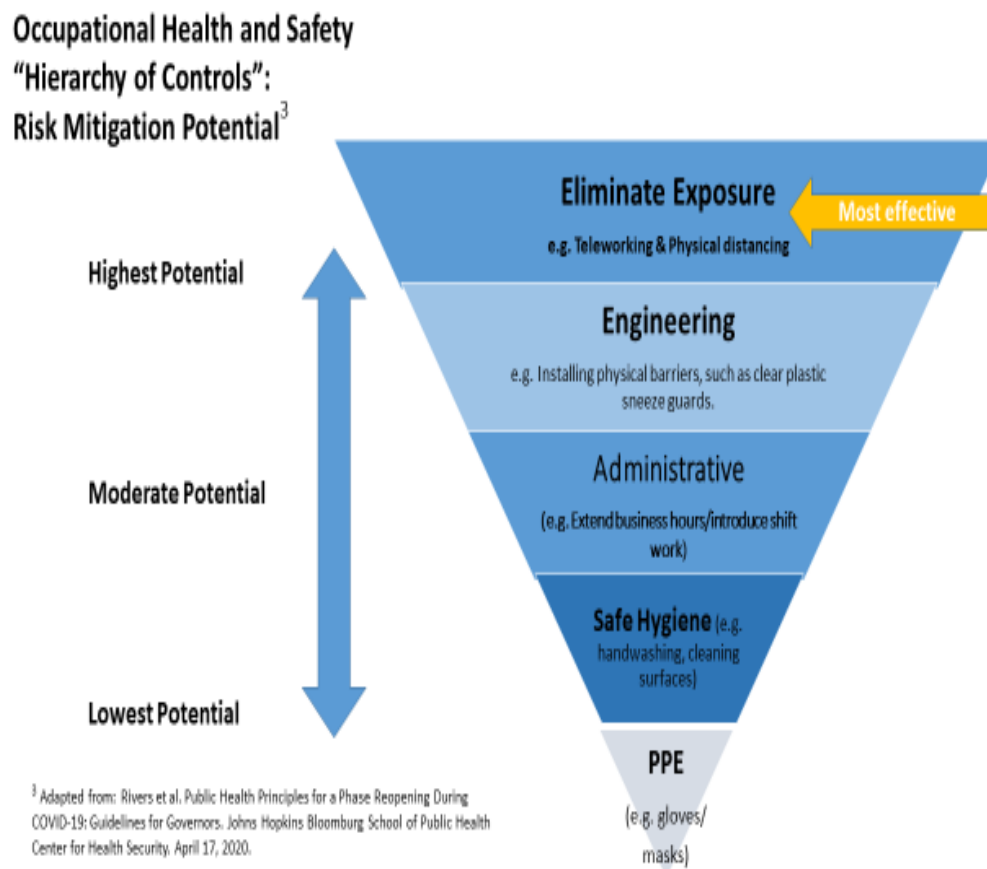 Occupational Health and Safety
“Hierarchy of Controls”:
Risk Mitigation Potential3
Eliminate Exposure
Most effective
e.g. Teleworking & Physical distancing
Highest Potential
Engineering
e.g. Installing physical barriers, such as clear plastic
sneeze guards.
Administrative
Moderate Potential
(e.g. Extend business hours/introduce shift
work)
Safe Hygiene (e.g.
handwashing, cleaning
surfaces)
Lowest Potential
PPE
(e.g. gloves/
masks)
3 Adapted from: Rivers et al. Public Health Principles for a Phase Reopening During
COVID-19: Guidelines for Governors. Johns Hopkins Bloomburg School of Public Health
Center for Health Security. April 17, 2020.